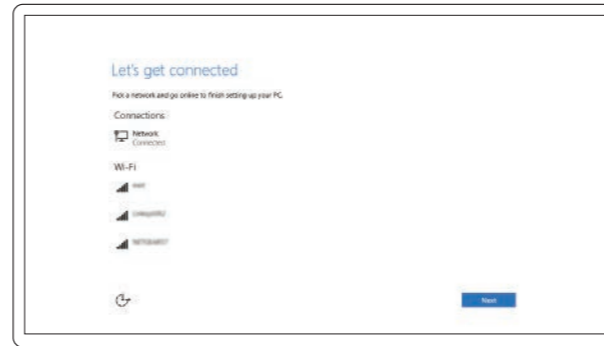 Let's get connected
Pick a network and go online to finish setting up your PC.
Connections
Network
Connected
Wi-Fi
Next